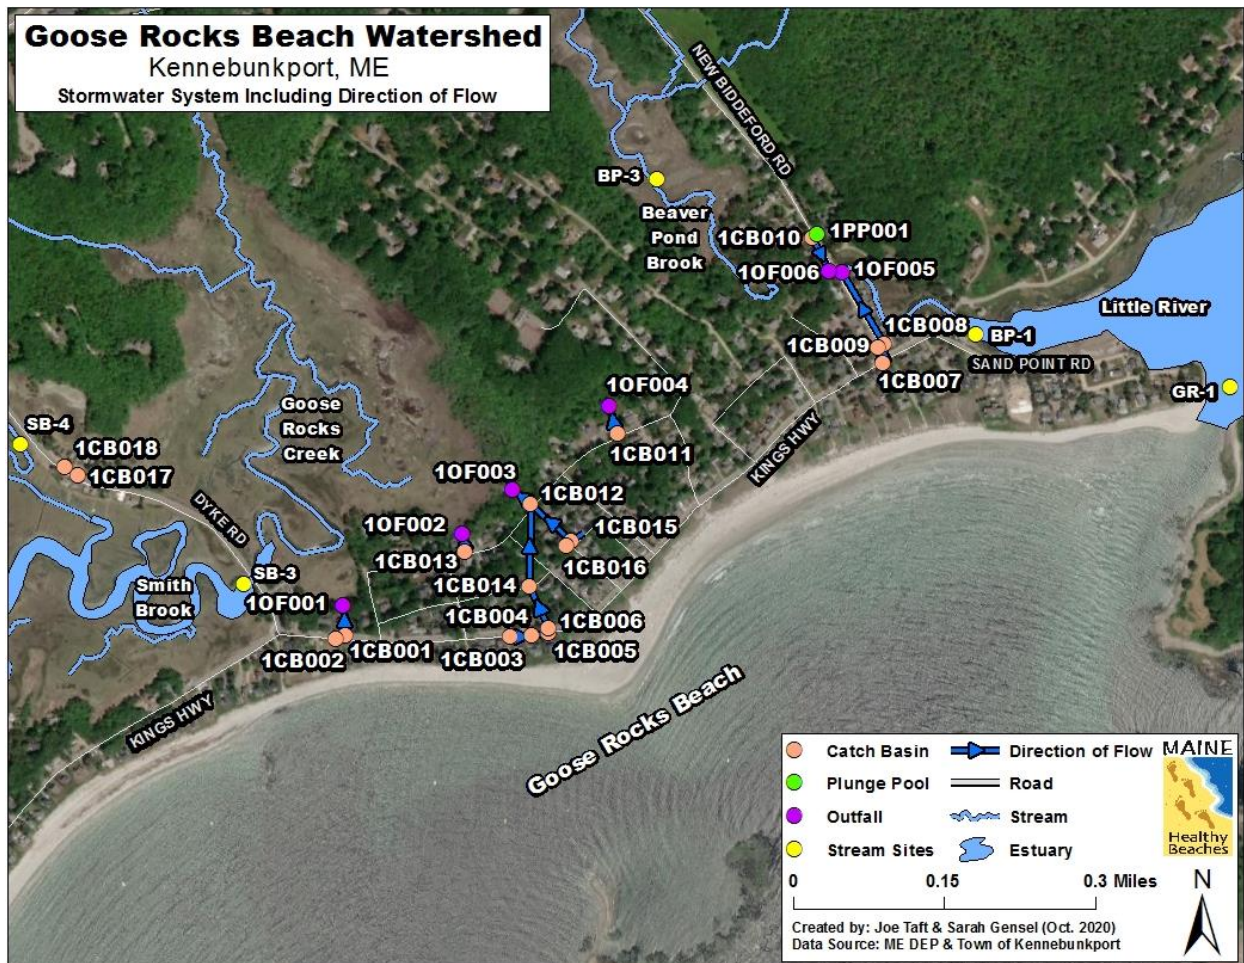 Goose Rocks Beach Watershed
Kennebunkport, ME
Stormwater System Including Direction of Flow
NEW BIDDEFORD RD
BP-3
Beaver
Pond
Brook
1CB010
1PP001
1OF006
1OF005
Little River
1CB008
BP-1
1CB009
SAND POINT RD
1CB007
GR-1
1OF004
Goose
Rocks
Creek
SB-4
1CB018
1CB017
1CB011
KINGS HWY
1OF003
1CB012
DYKE RD
1OF002
1CB015
1CB013
1CB016
SB-3
Smith
Brook
1CB014
1OF001
1CB004
1CB006
1CB002
1CB001
1CB003
1CB005
KINGS HWY
Goose Rocks Beach
Catch Basin
Direction of Flow
Plunge Pool
Road
Outfall
Stream
Stream Sites
Estuary
MAINE
Healthy
Beaches
0 0.15 0.3 Miles
N
Created by: Joe Taft & Sarah Gensel (Oct. 2020)
Data Source: ME DEP & Town of Kennebunkport